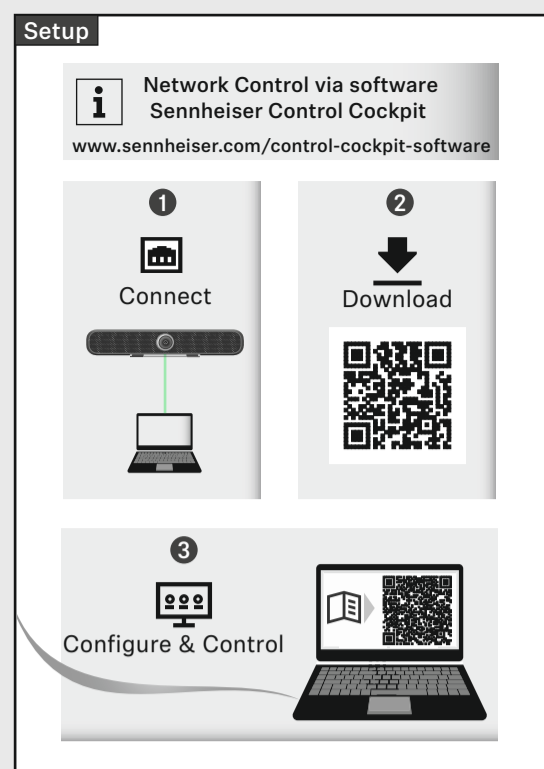 Setup
i
Network Control via software
Sennheiser Control Cockpit
www.sennheiser.com/control-cockpit-software
1
Connect
2
Download
3
Configure & Control